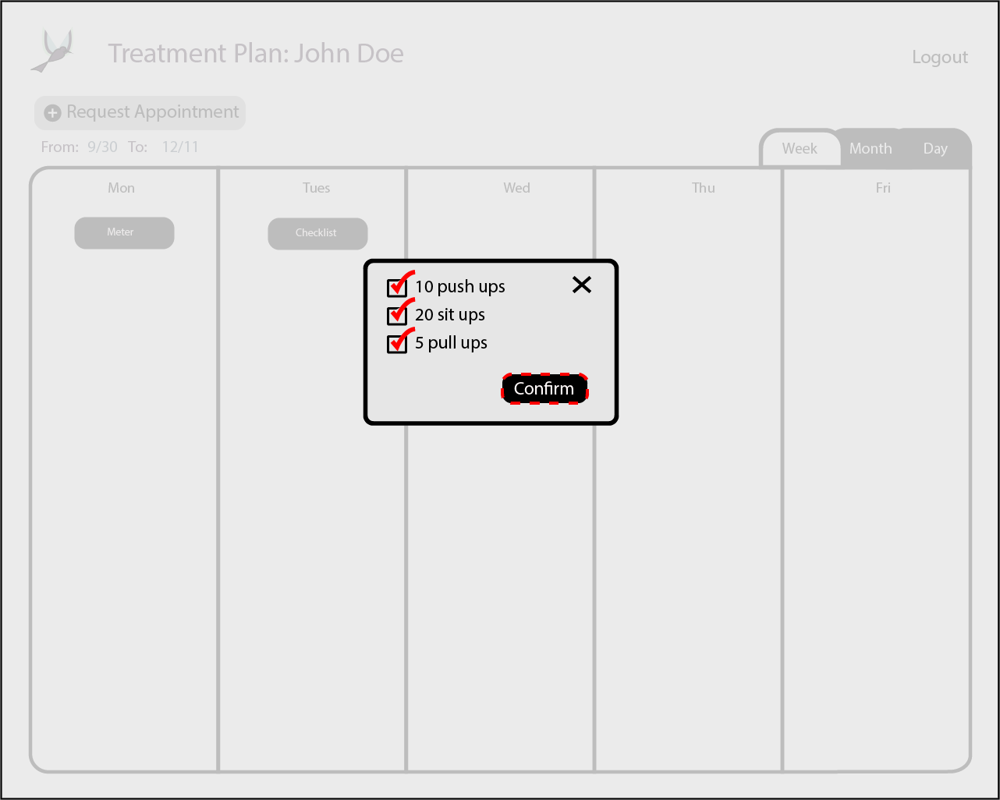 Treatment Plan: John Doe
Logout
Request Appointment
From: 9/30 To: 12/11
Week Month Day
Mon Tues Wed Thu Fri
Meter Checklist
10 push ups
20 sit ups
5 pull ups
Confirm